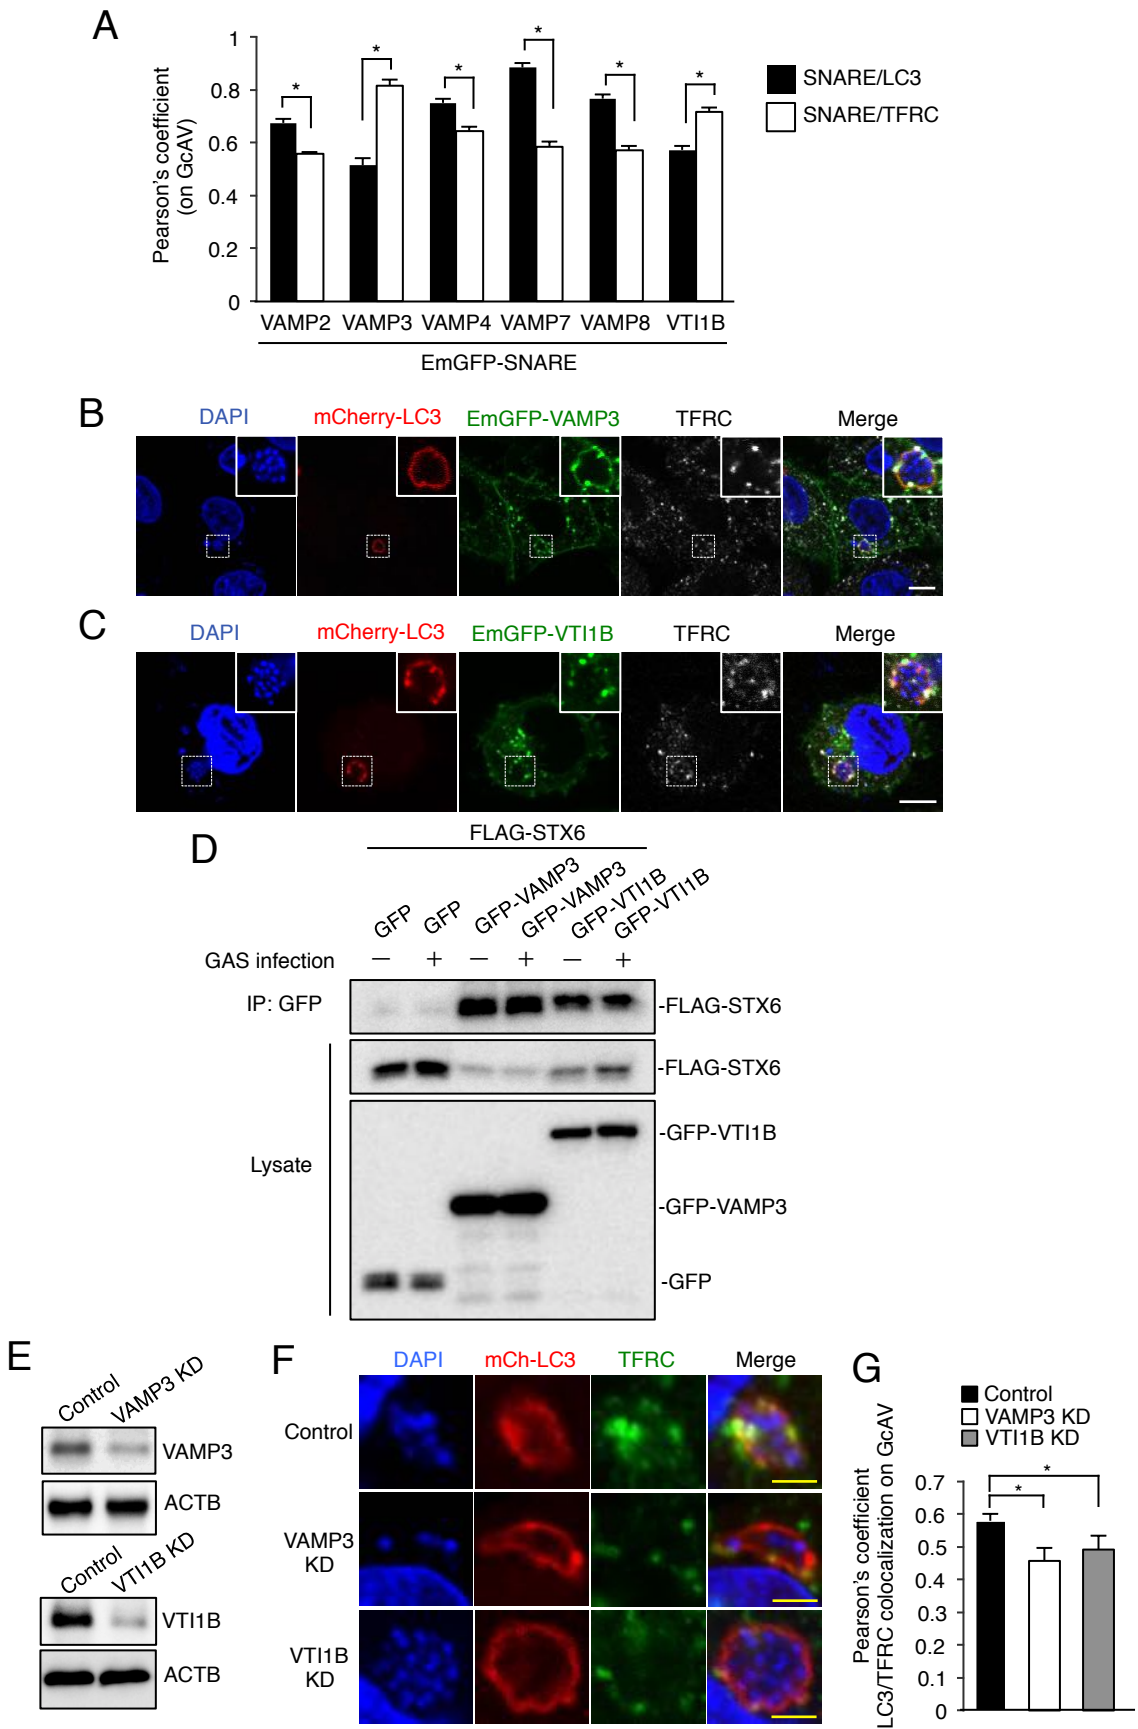 A
Pearson's coefficient
(on GcAV)
1
0.8
0.6
0.4
0.2
0
* * * * * *
SNARE/LC3
SNARE/TFRC
VAMP2 VAMP3 VAMP4 VAMP7 VAMP8 VTI1B
EmGFP-SNARE
B
DAPI mCherry-LC3 EmGFP-VAMP3 TFRC Merge
C
DAPI mCherry-LC3 EmGFP-VTI1B TFRC Merge
D
FLAG-STX6
GFP GFP GFP-VAMP3 GFP-VAMP3 GFP-VTI1B GFP-VTI1B
GAS infection − + − + − +
IP: GFP -FLAG-STX6
-FLAG-STX6
-GFP-VTI1B
Lysate
-GFP-VAMP3
-GFP
E
Control VAMP3 KD
VAMP3
ACTB
Control VTI1B KD
VTI1B
ACTB
F
DAPI mCh-LC3 TFRC Merge
Control
VAMP3
KD
VTI1B
KD
G
Control
VAMP3 KD
VTI1B KD
Pearson's coefficient
LC3/TFRC colocalization on GcAV
0.7
0.6
0.5
0.4
0.3
0.2
0.1
0
*
*